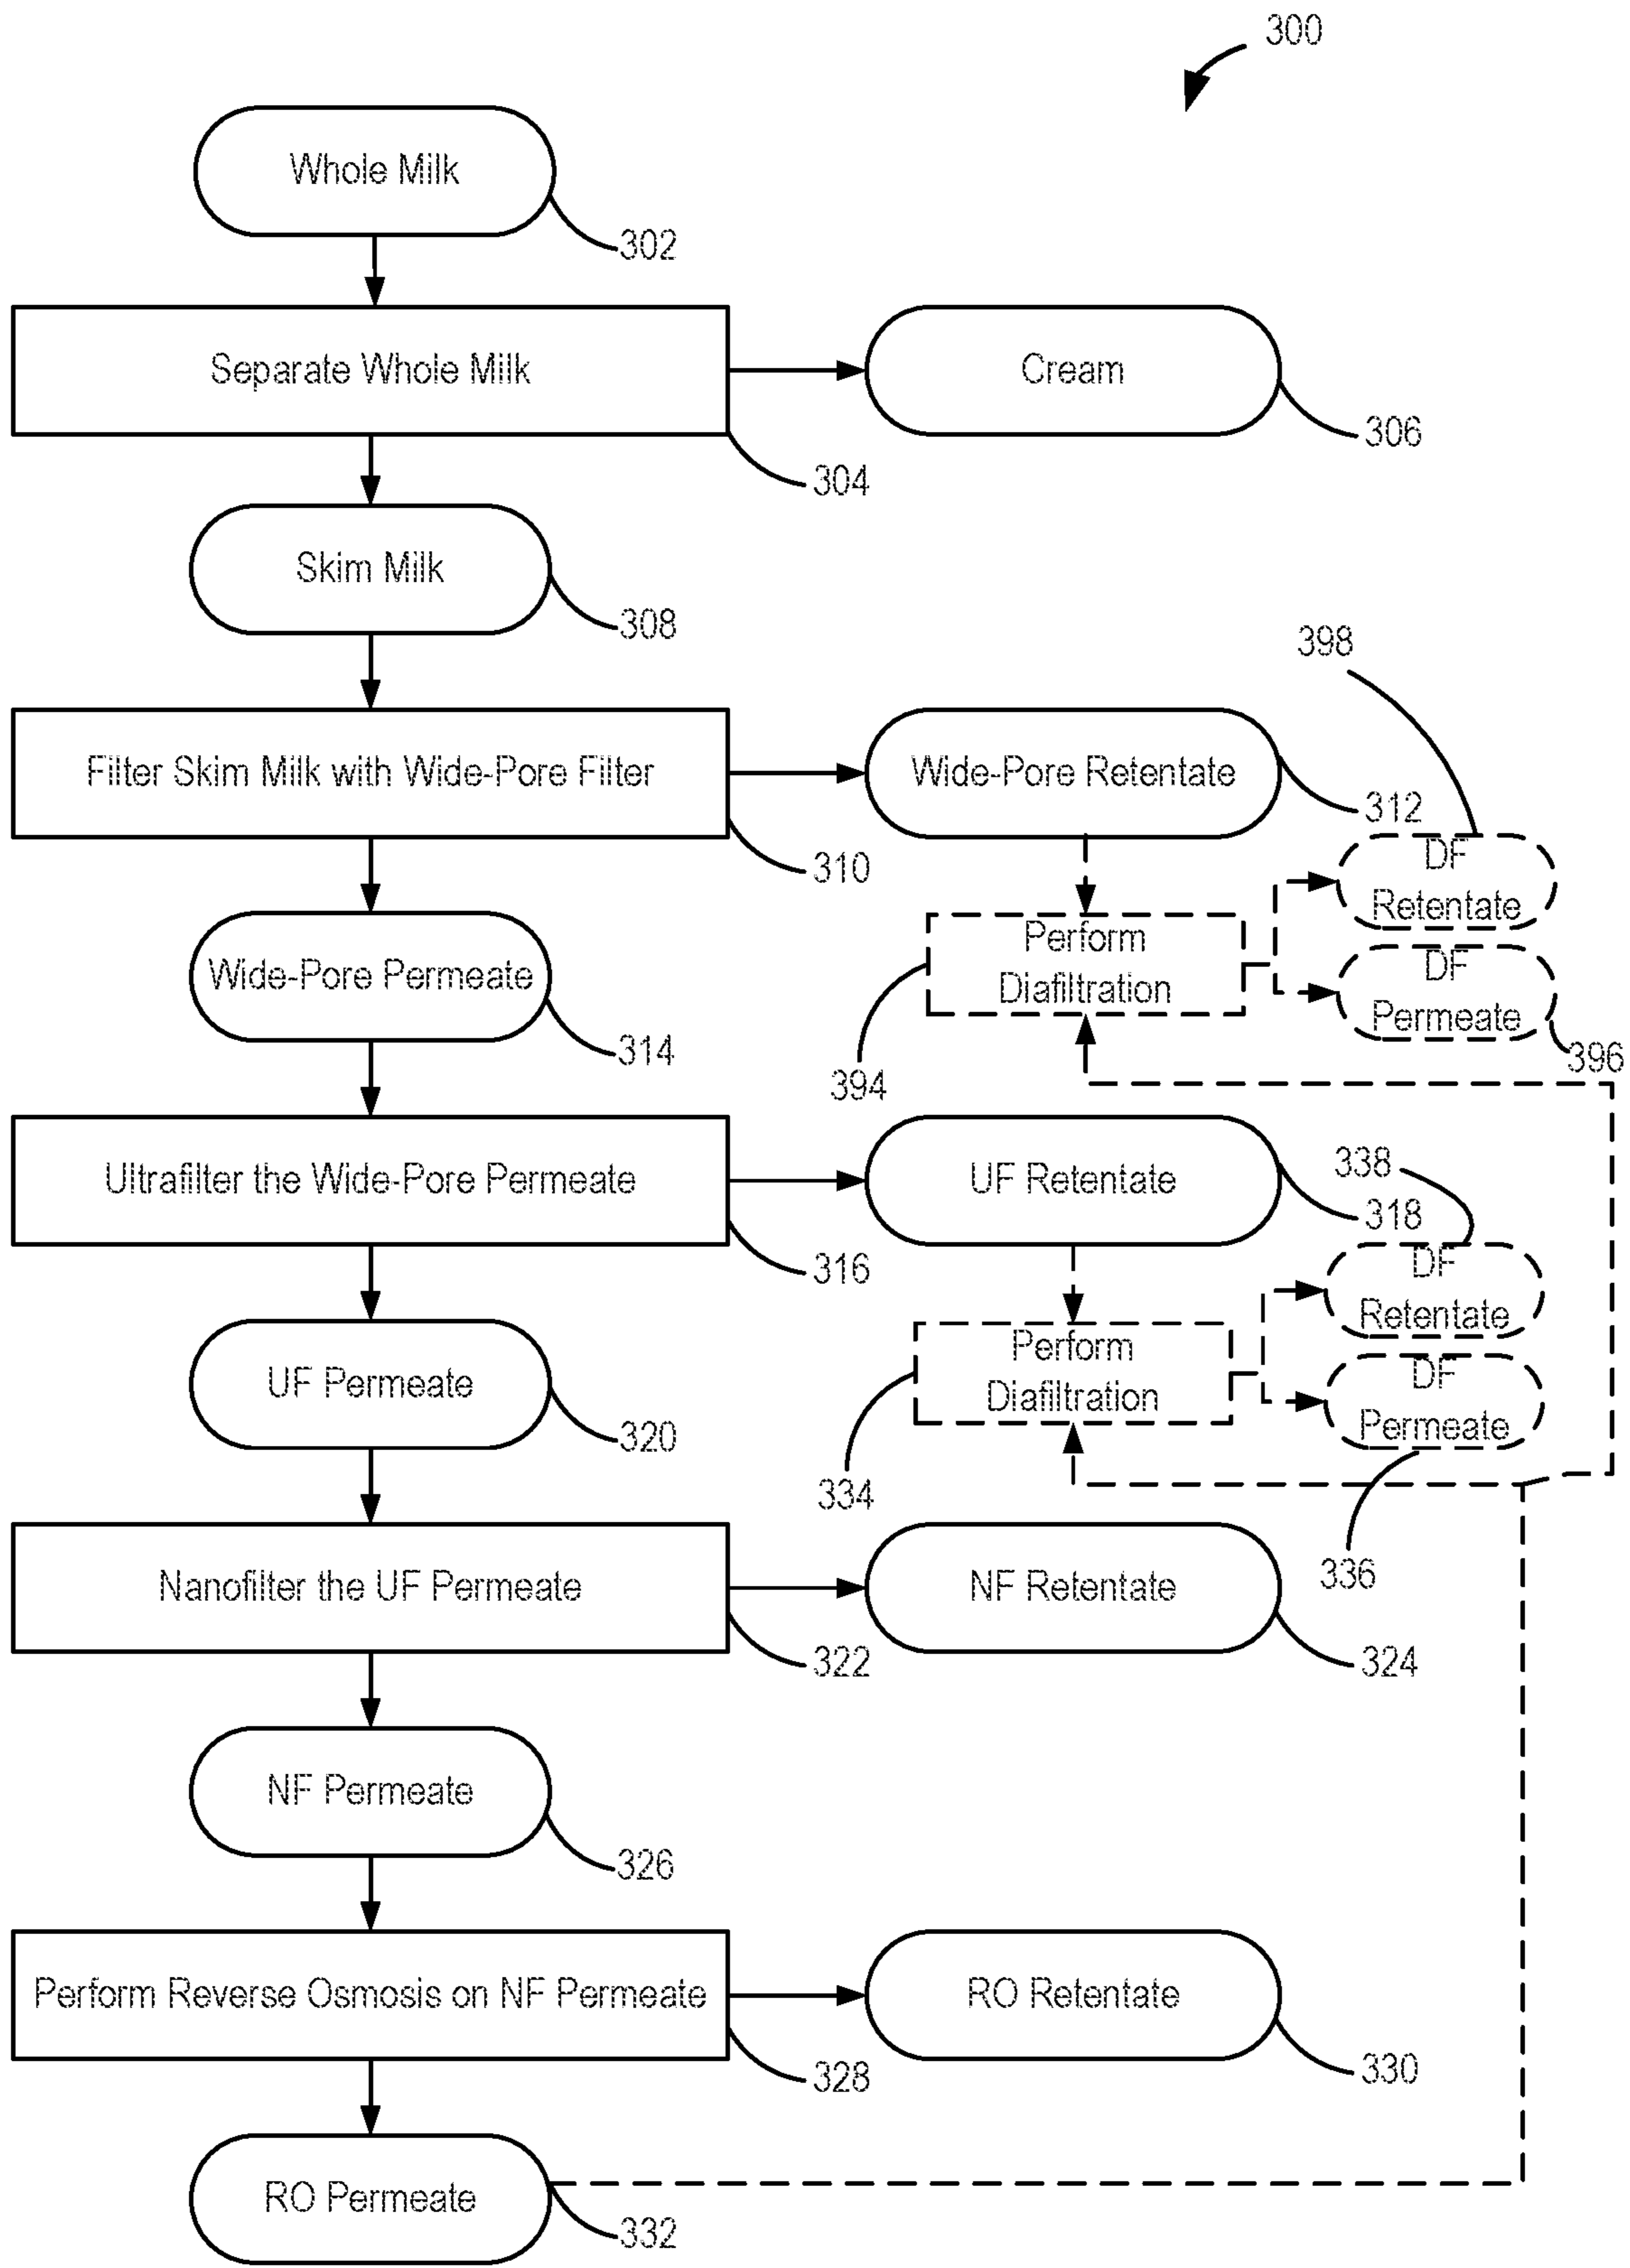 300
Whole Milk
302
Separate Whole Milk
Cream
306
304
Skim Milk
308
398
Filter Skim Milk with Wide-Pore Filter
Wide-Pore Retentate
312
310
DF
Retentate
Perform
Diafiltration
DF
Permeate
396
394
Wide-Pore Permeate
314
Ultrafilter the Wide-Pore Permeate
UF Retentate
338
318
316
DF
Retentate
Perform
Diafiltration
DF
Permeate
334
336
UF Permeate
320
Nanofilter the UF Permeate
NF Retentate
322
324
NF Permeate
326
Perform Reverse Osmosis on NF Permeate
RO Retentate
328
330
RO Permeate
332